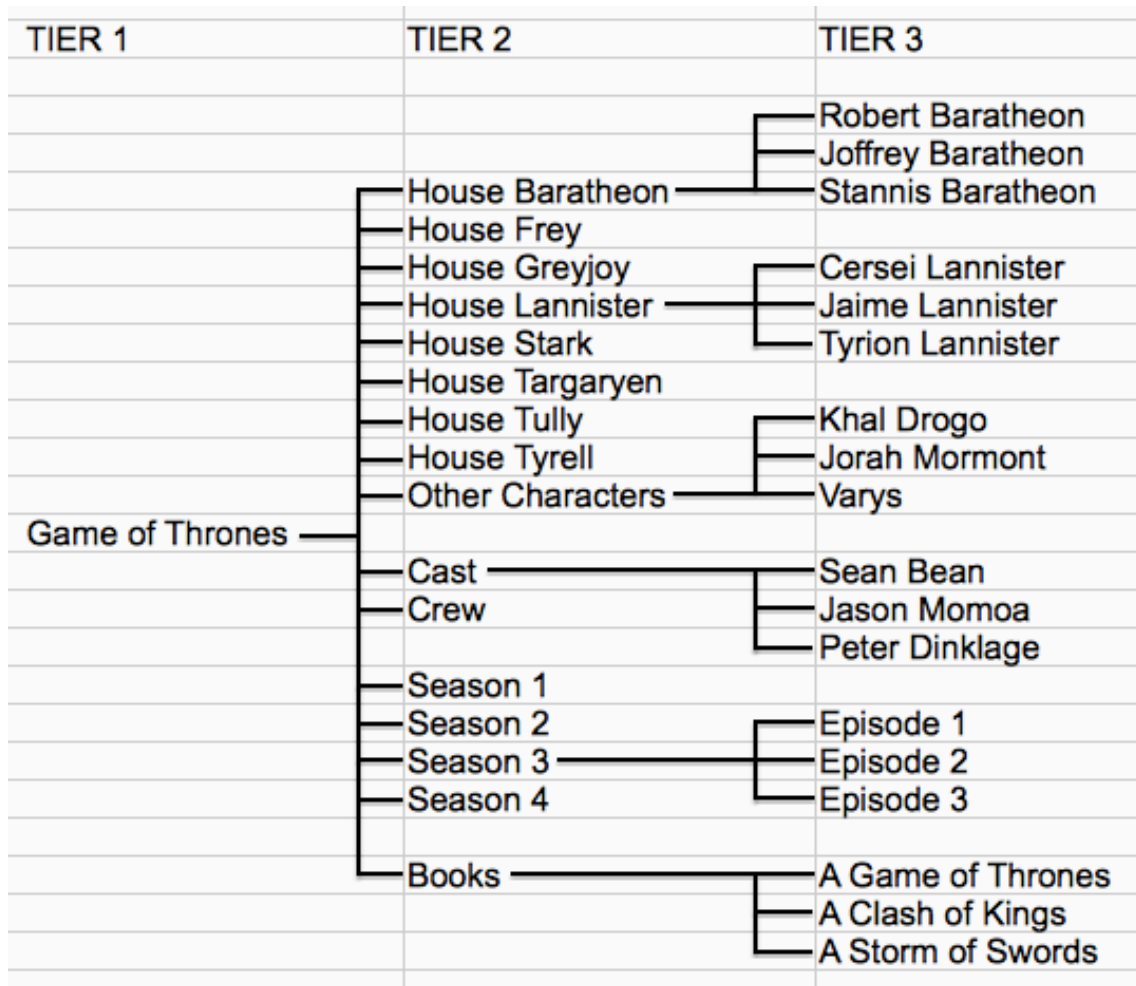 TIER 1 TIER 2 TIER 3
Robert Baratheon
Joffrey Baratheon
House Baratheon Stannis Baratheon
House Frey
House Greyjoy Cersei Lannister
House Lannister Jaime Lannister
House Stark Tyrion Lannister
House Targaryen
House Tully Khal Drogo
House Tyrell Jorah Mormont
Other Characters Varys
Game of Thrones
Cast Sean Bean
Crew Jason Momoa
Peter Dinklage
Season 1
Season 2 Episode 1
Season 3 Episode 2
Season 4 Episode 3
Books A Game of Thrones
A Clash of Kings
A Storm of Swords